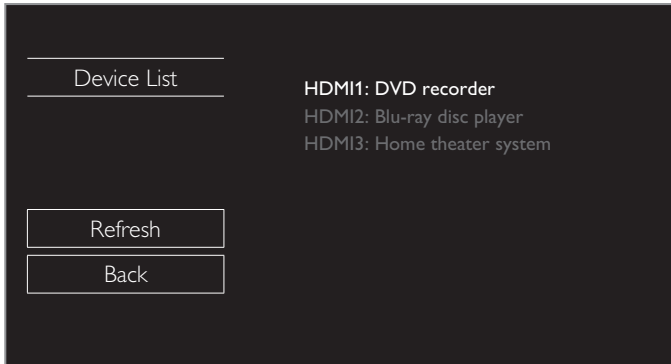 Device List
HDMI1: DVD recorder
HDMI2: Blu-ray disc player
HDMI3: Home theater system
Refresh
Back